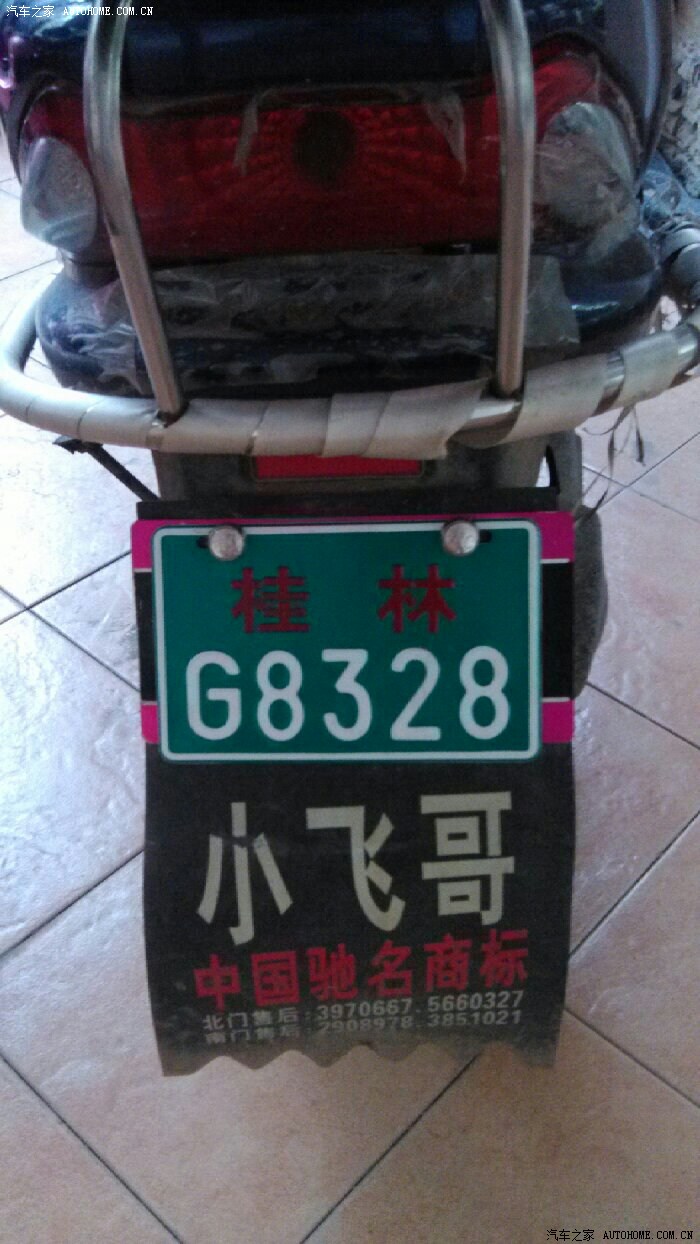 汽车之家 AUTOHOME.COM.CN
桂林
G8328
小飞哥
中国驰名商标
北门售后:3970667、5660327
南门售后:2908978、3851021
汽车之家 AUTOHOME.COM.CN